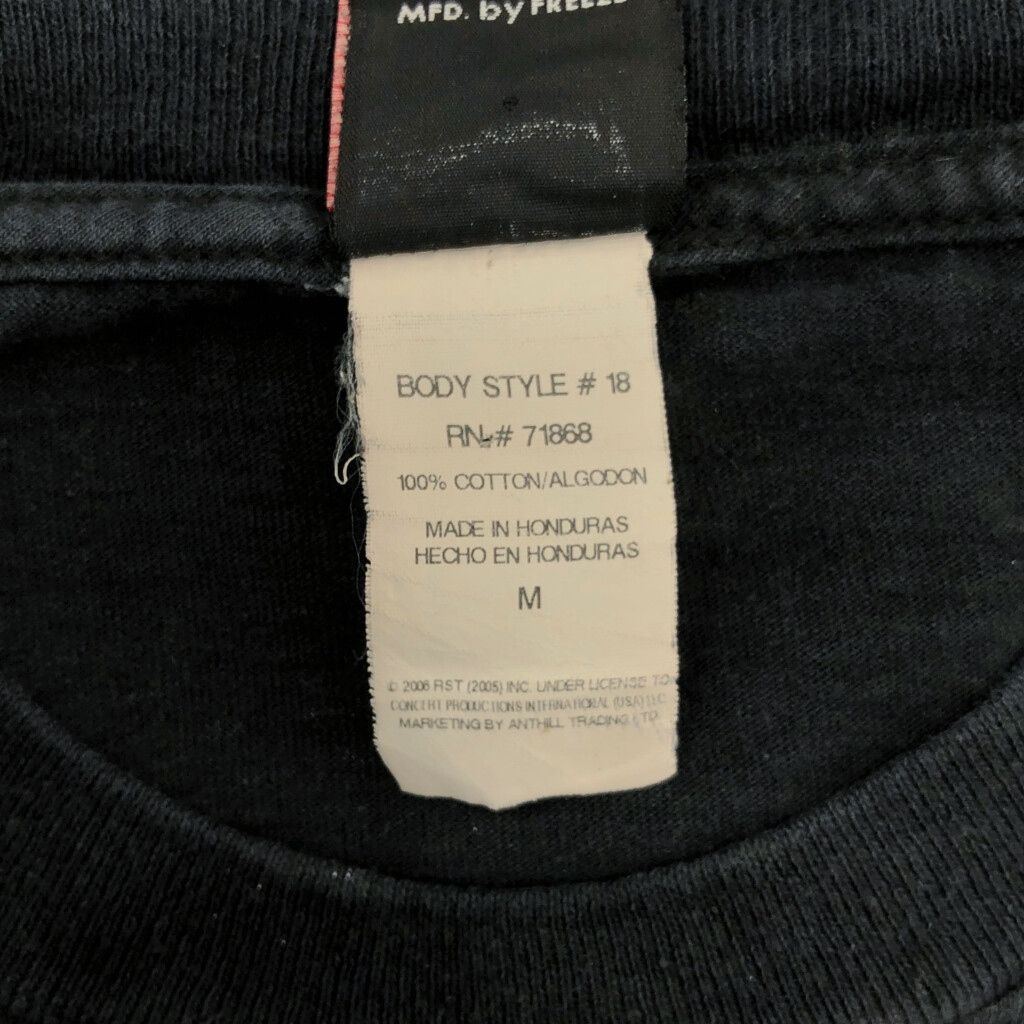 MFD. by FREEZE
BODY STYLE # 18
RN # 71868
100% COTTON/ALGODON
MADE IN HONDURAS
HECHO EN HONDURAS
M
© 2006 RST (2005) INC. UNDER LICENSE TO
CONCERT PRODUCTIONS INTERNATIONAL (USA) LLC
MARKETING BY ANTHILL TRADING LTD.